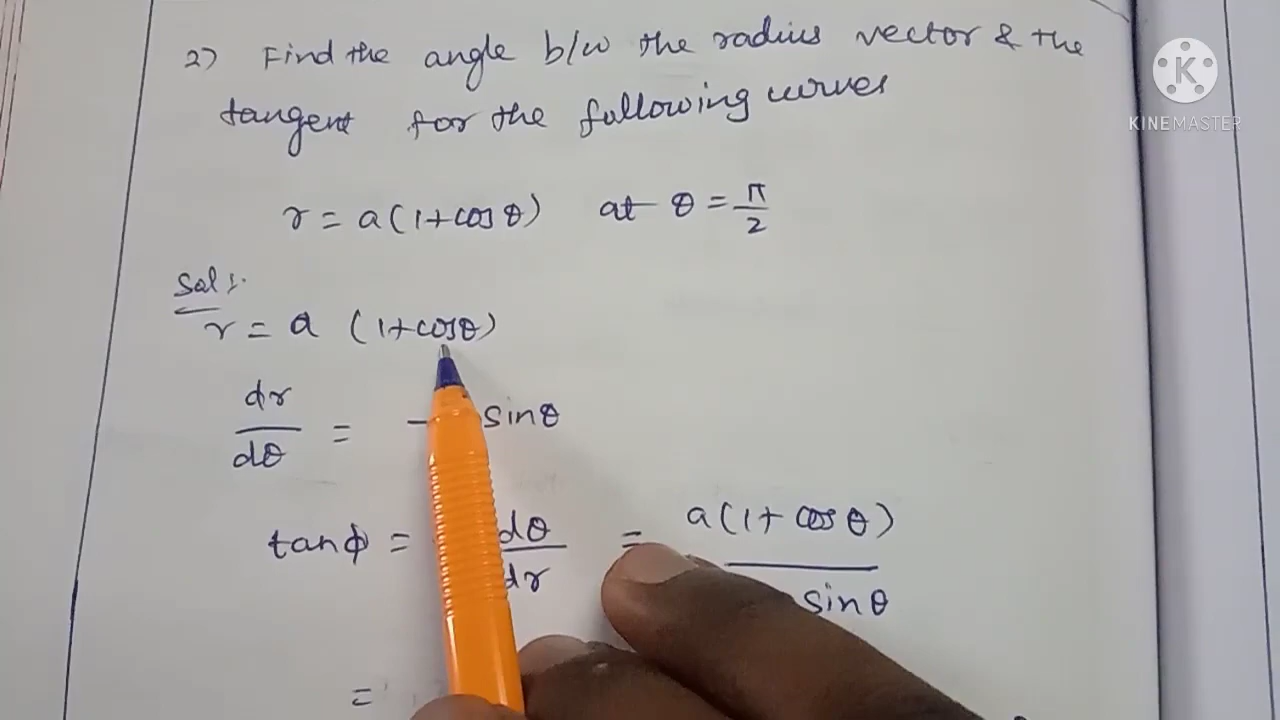 2) Find the angle b/w the radius vector & the
tangent for the following curves
r = a(1+cosθ) at θ = π/2
Sol:
r = a (1+cosθ)
dr/dθ = - sinθ
tanφ = dθ/dr = a(1+cosθ)/sinθ
=
K
KINEMASTER